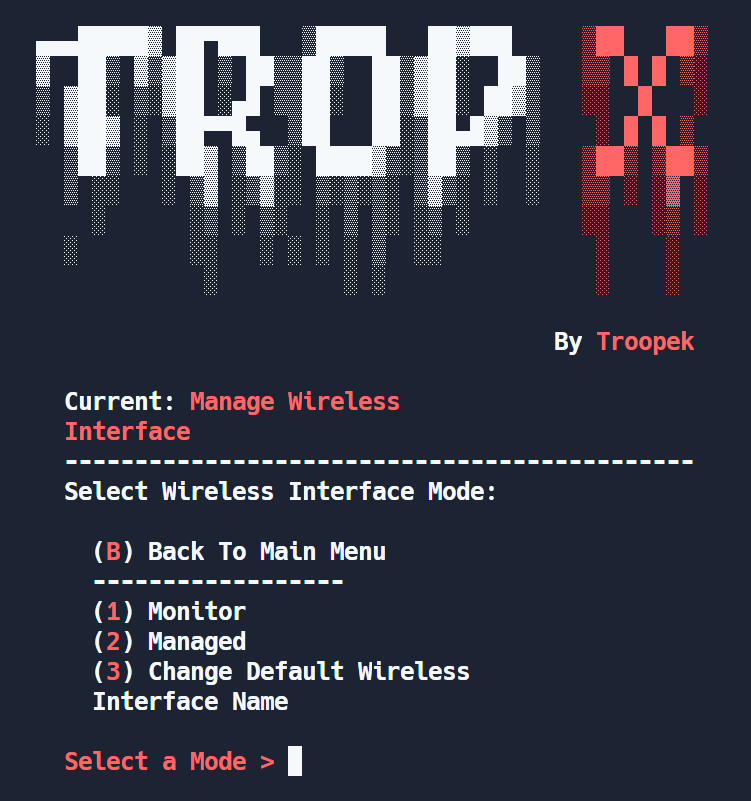 TROP X
By Troopek
Current: Manage Wireless
Interface
---------------------------------------------
Select Wireless Interface Mode:
(B) Back To Main Menu
------------------
(1) Monitor
(2) Managed
(3) Change Default Wireless
Interface Name
Select a Mode >